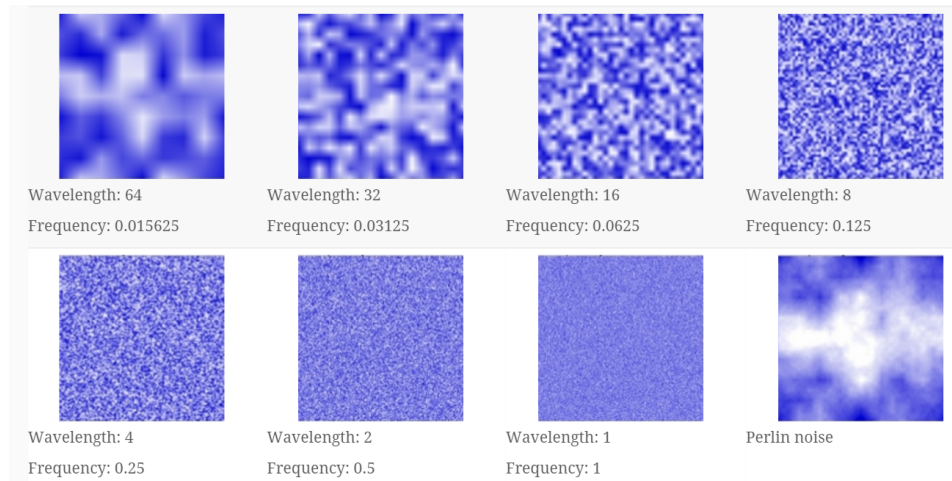 Wavelength: 64
Frequency: 0.015625
Wavelength: 32
Frequency: 0.03125
Wavelength: 16
Frequency: 0.0625
Wavelength: 8
Frequency: 0.125
Wavelength: 4
Frequency: 0.25
Wavelength: 2
Frequency: 0.5
Wavelength: 1
Frequency: 1
Perlin noise